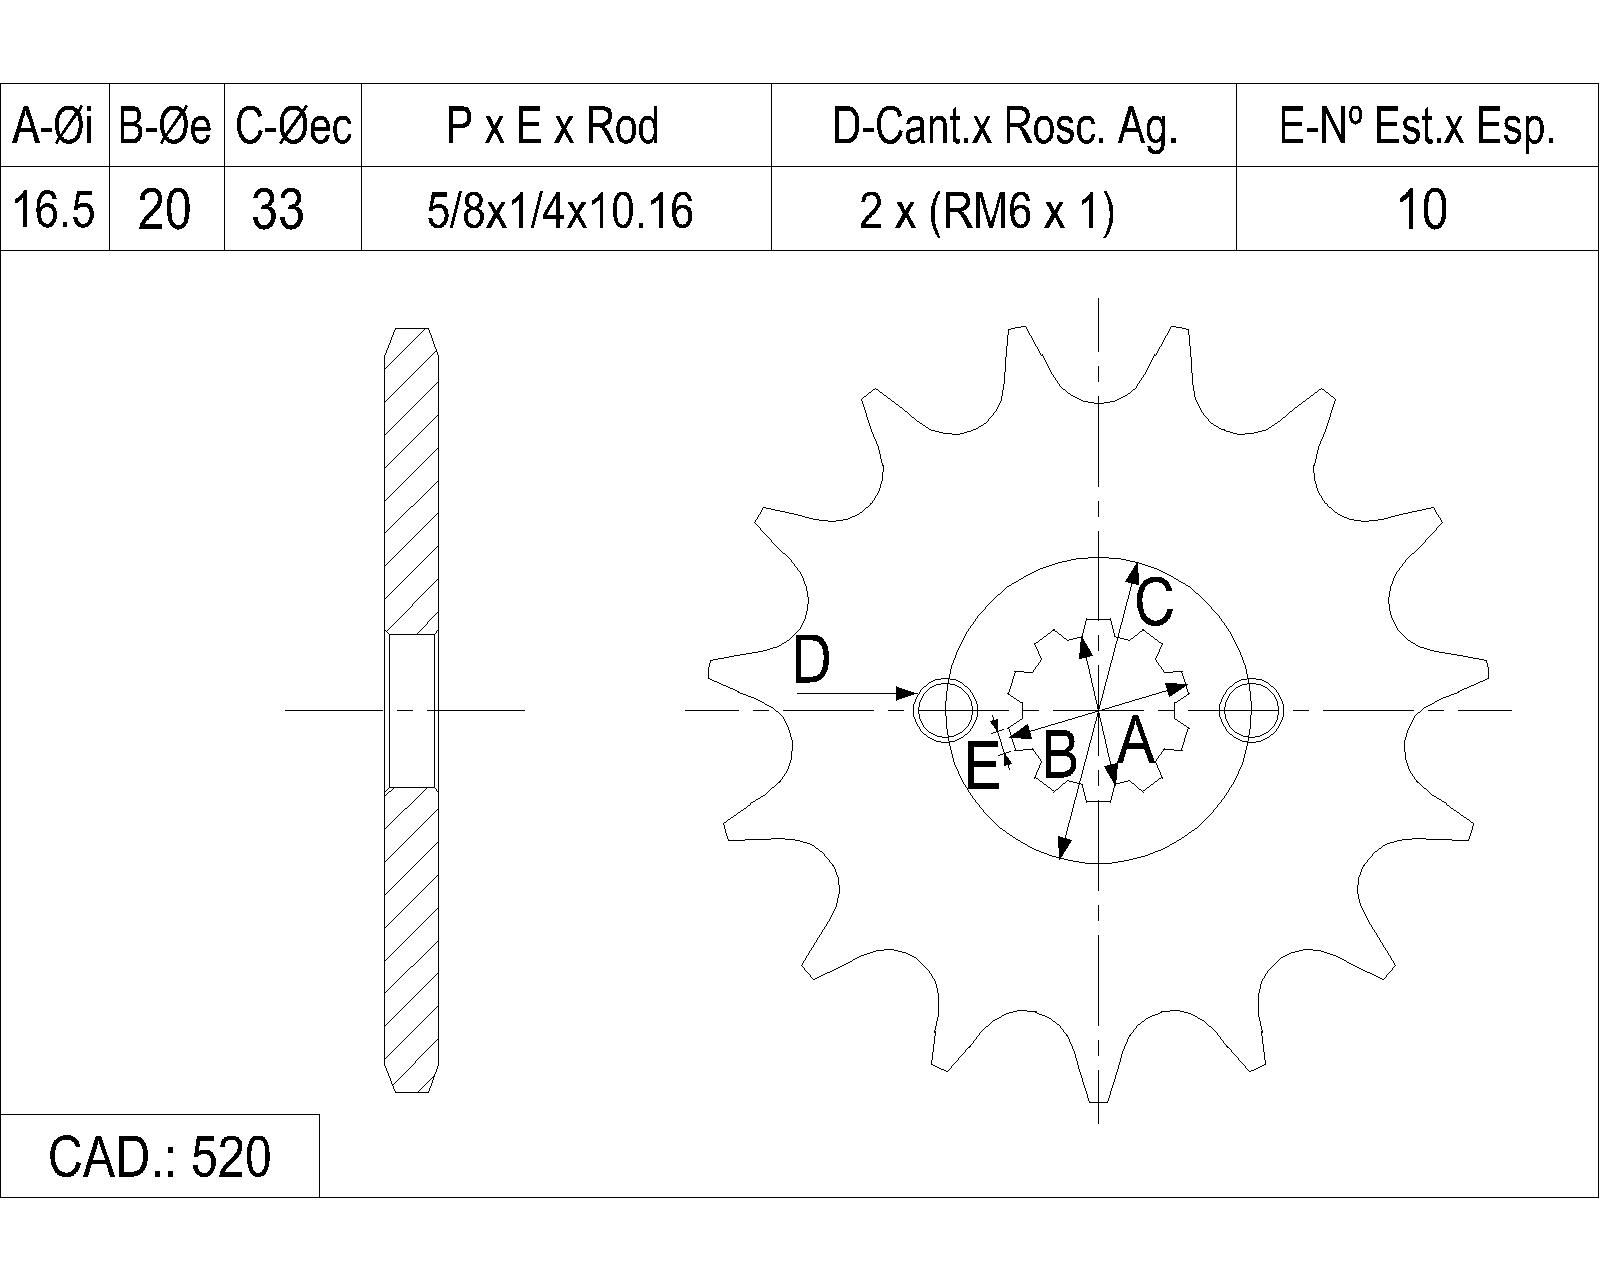 A-Øi B-Øe C-Øec P x E x Rod D-Cant.x Rosc. Ag. E-Nº Est.x Esp.
16.5 20 33 5/8x1/4x10.16 2 x (RM6 x 1) 10
C
D
A
B
E
CAD.: 520